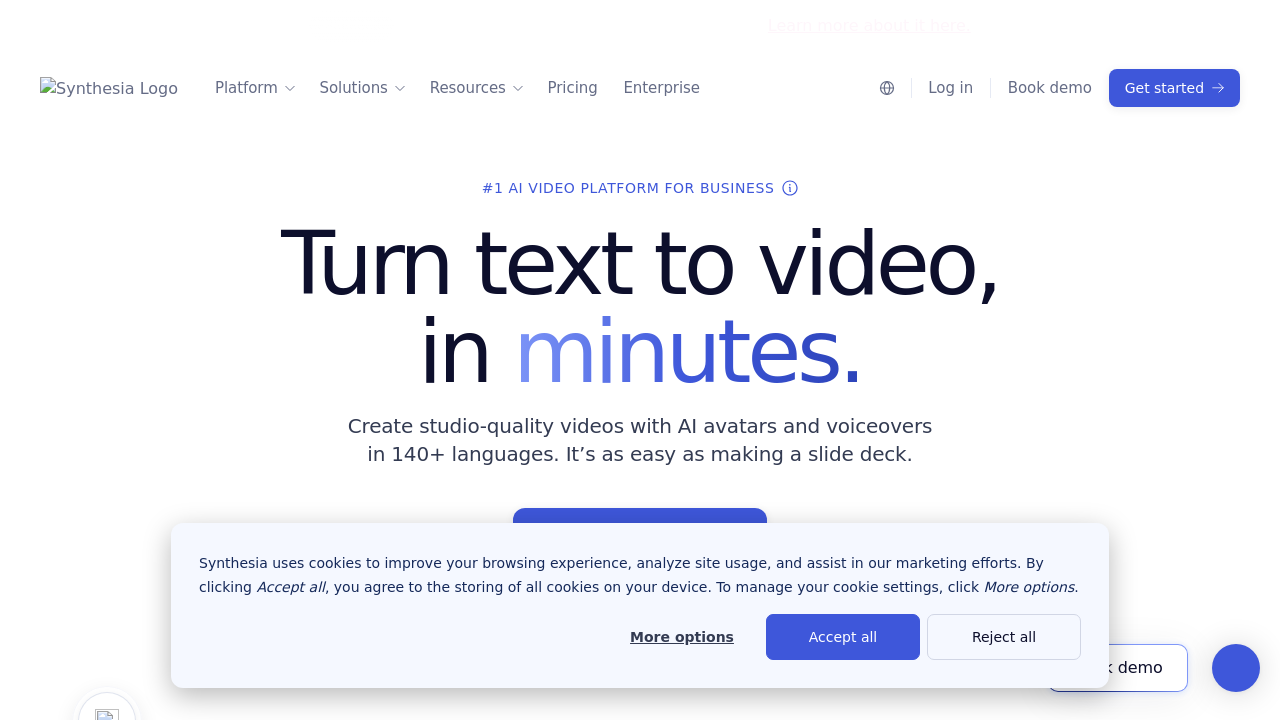 Learn more about it here
Synthesia Logo
Platform
Solutions
Resources
Pricing
Enterprise
Log in
Book demo
Get started
#1 AI VIDEO PLATFORM FOR BUSINESS
Turn text to video,
in minutes.
Create studio-quality videos with AI avatars and voiceovers
in 140+ languages. It’s as easy as making a slide deck.
Synthesia uses cookies to improve your browsing experience, analyze site usage, and assist in our marketing efforts. By
clicking Accept all, you agree to the storing of all cookies on your device. To manage your cookie settings, click More options.
More options
Accept all
Reject all
demo